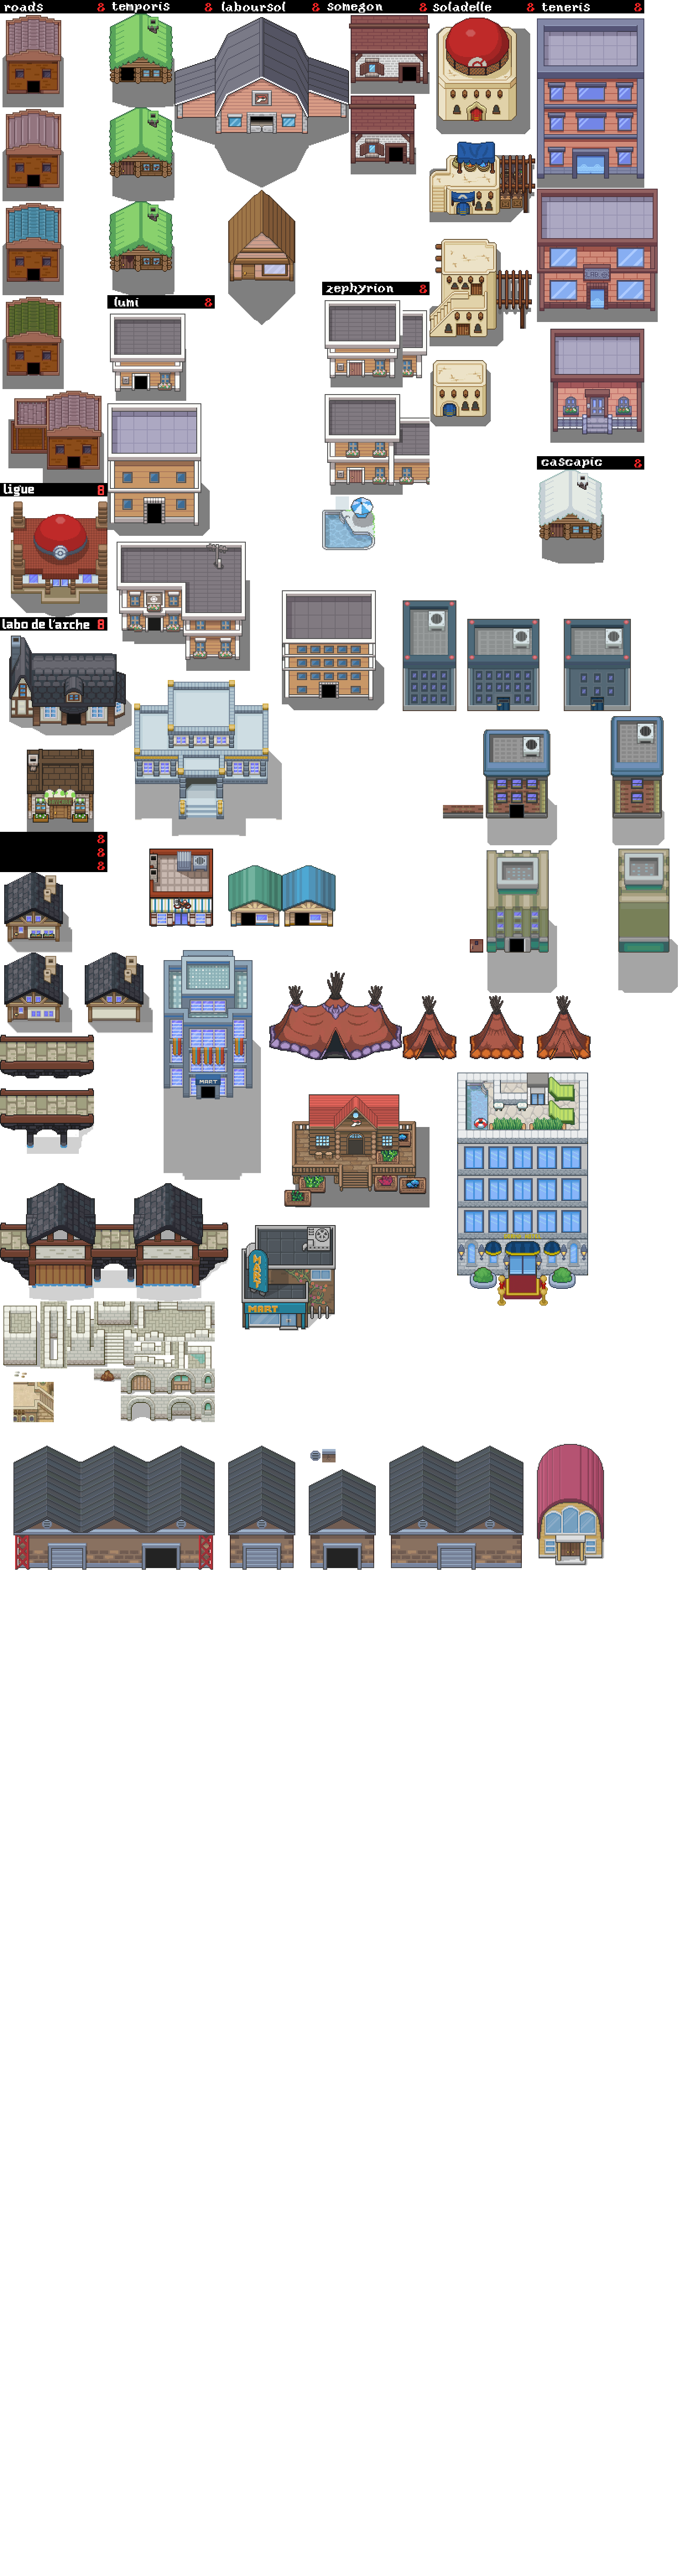 roads 8 temporis 8 laboursol 8 somegon 8 soladelle 8 teneris 8
zephyrion 8
lumi 8
LAB
cascapic 8
ligue 8
labo de l'arche 8
8
8
8
MART
MART
MART